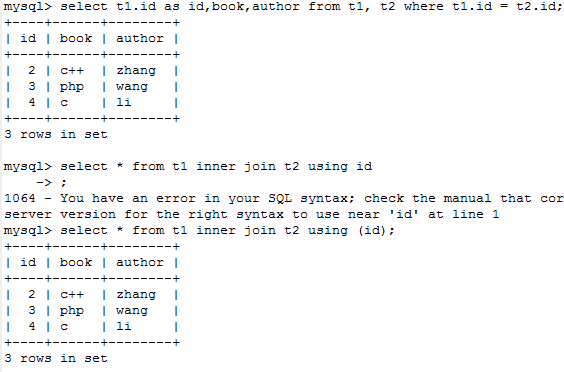 mysql> select t1.id as id,book,author from t1, t2 where t1.id = t2.id;
+----+------+--------+
| id | book | author |
+----+------+--------+
|  2 | c++  | zhang  |
|  3 | php  | wang   |
|  4 | c    | li     |
+----+------+--------+
3 rows in set

mysql> select * from t1 inner join t2 using id
    -> ;
1064 - You have an error in your SQL syntax; check the manual that cor
server version for the right syntax to use near 'id' at line 1
mysql> select * from t1 inner join t2 using (id);
+----+------+--------+
| id | book | author |
+----+------+--------+
|  2 | c++  | zhang  |
|  3 | php  | wang   |
|  4 | c    | li     |
+----+------+--------+
3 rows in set